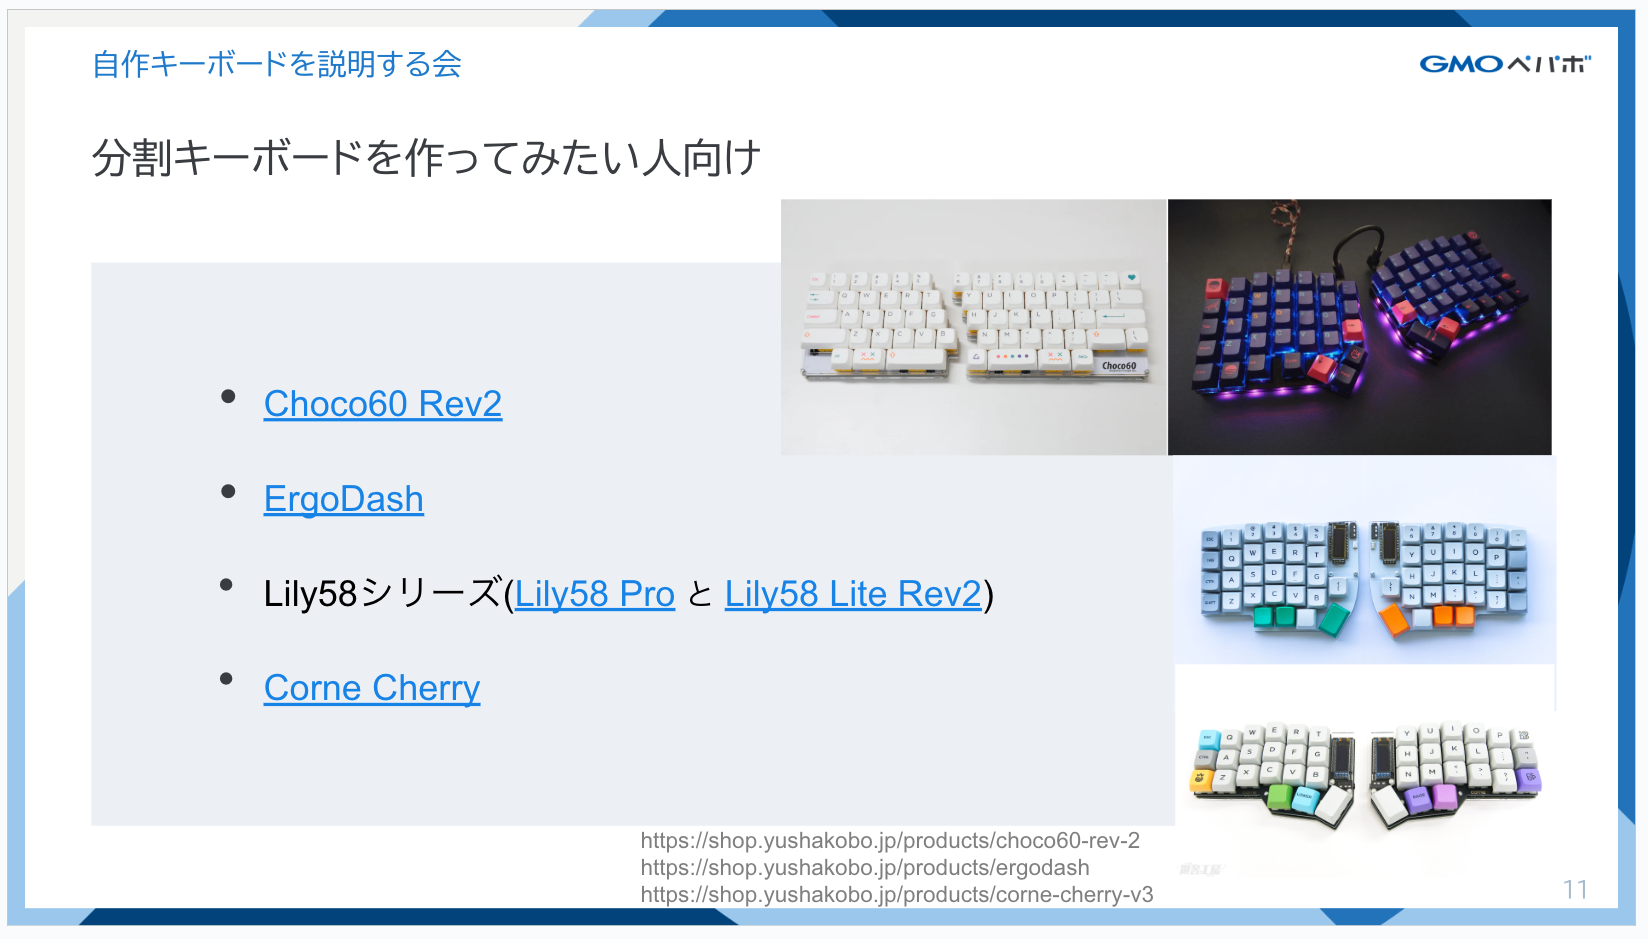 自作キーボードを説明する会
GMOペパボ
分割キーボードを作ってみたい人向け
• Choco60 Rev2
• ErgoDash
• Lily58シリーズ(Lily58 Pro と Lily58 Lite Rev2)
• Corne Cherry
Choco60
https://shop.yushakobo.jp/products/choco60-rev-2
https://shop.yushakobo.jp/products/ergodash
https://shop.yushakobo.jp/products/corne-cherry-v3
遊舎工房
11